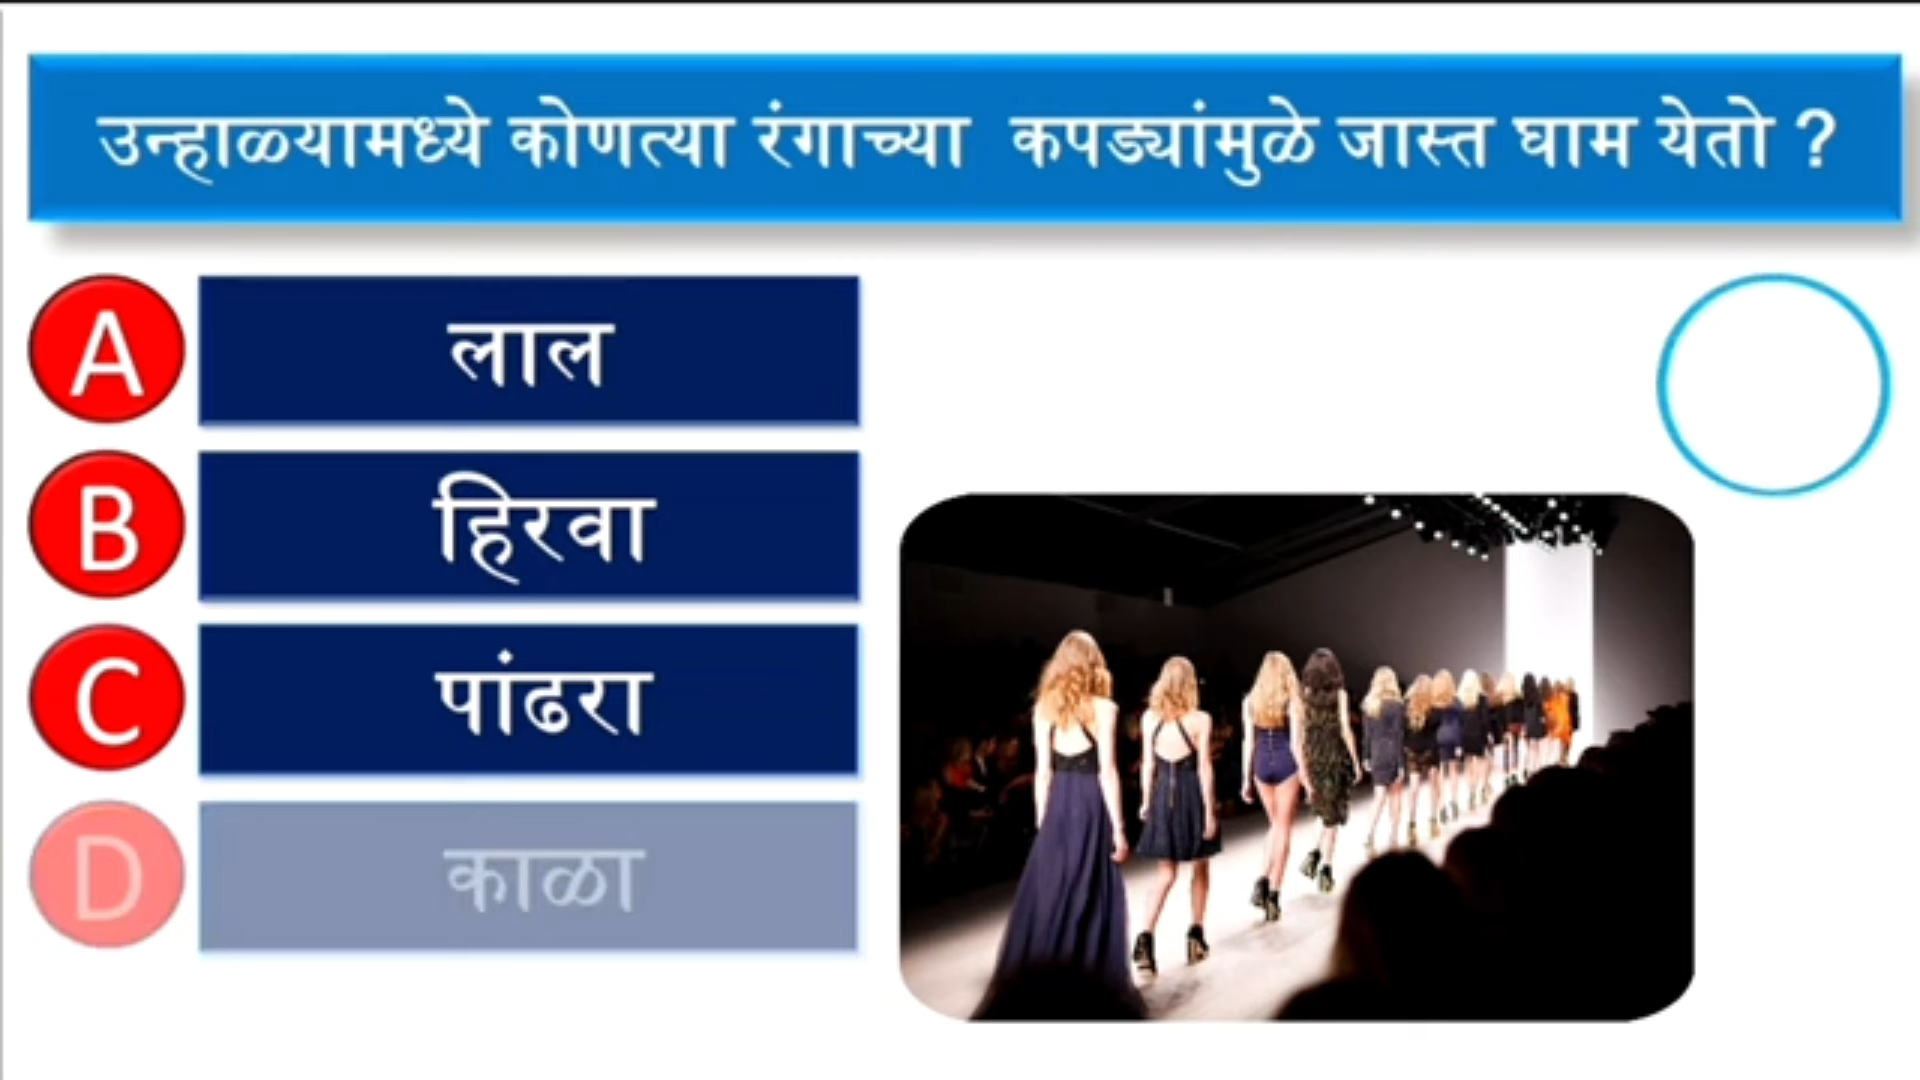 उन्हाळ्यामध्ये कोणत्या रंगाच्या कपड्यांमुळे जास्त घाम येतो ?
A लाल
B हिरवा
C पांढरा
D काळा